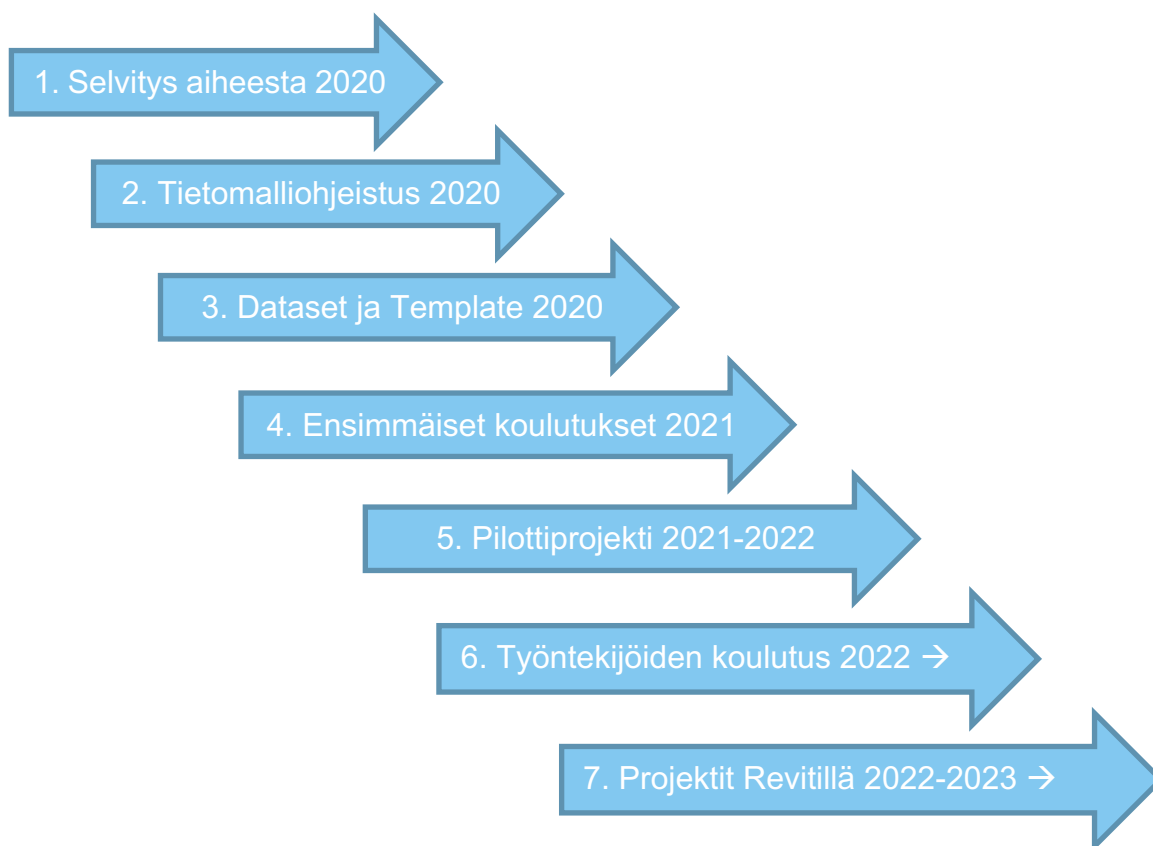 1. Selvitys aiheesta 2020
2. Tietomalliohjeistus 2020
3. Dataset ja Template 2020
4. Ensimmäiset koulutukset 2021
5. Pilottiprojekti 2021-2022
6. Työntekijöiden koulutus 2022 →
7. Projektit Revitillä 2022-2023 →